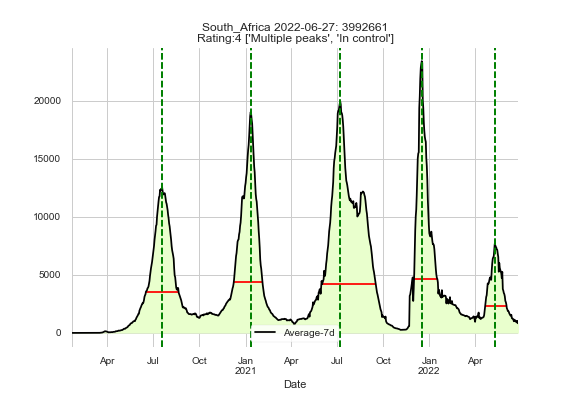 South_Africa 2022-06-27: 3992661
Rating:4 ['Multiple peaks', 'In control']
20000
15000
10000
5000
0
Average-7d
Apr Jul Oct Jan Apr Jul Oct Jan Apr
2021 2022
Date